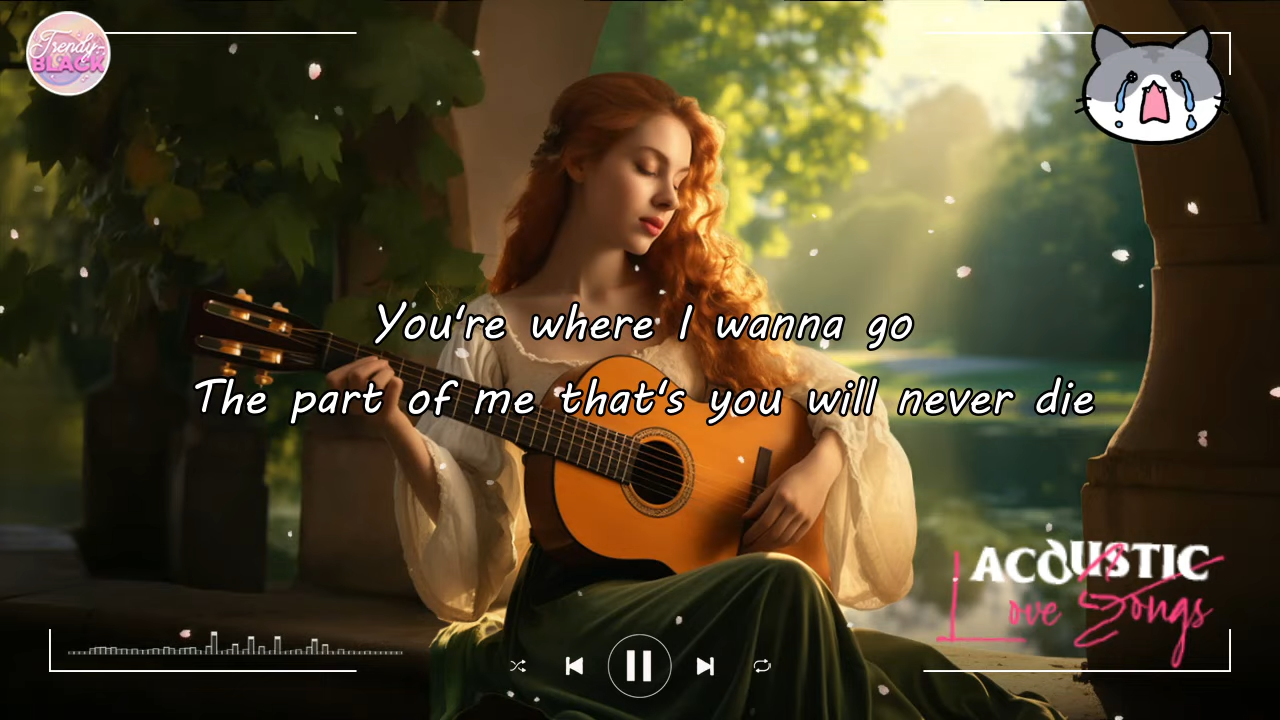 Trendy
BLACK
You're where I wanna go
The part of me that's you will never die
ACOUSTIC
Love Songs